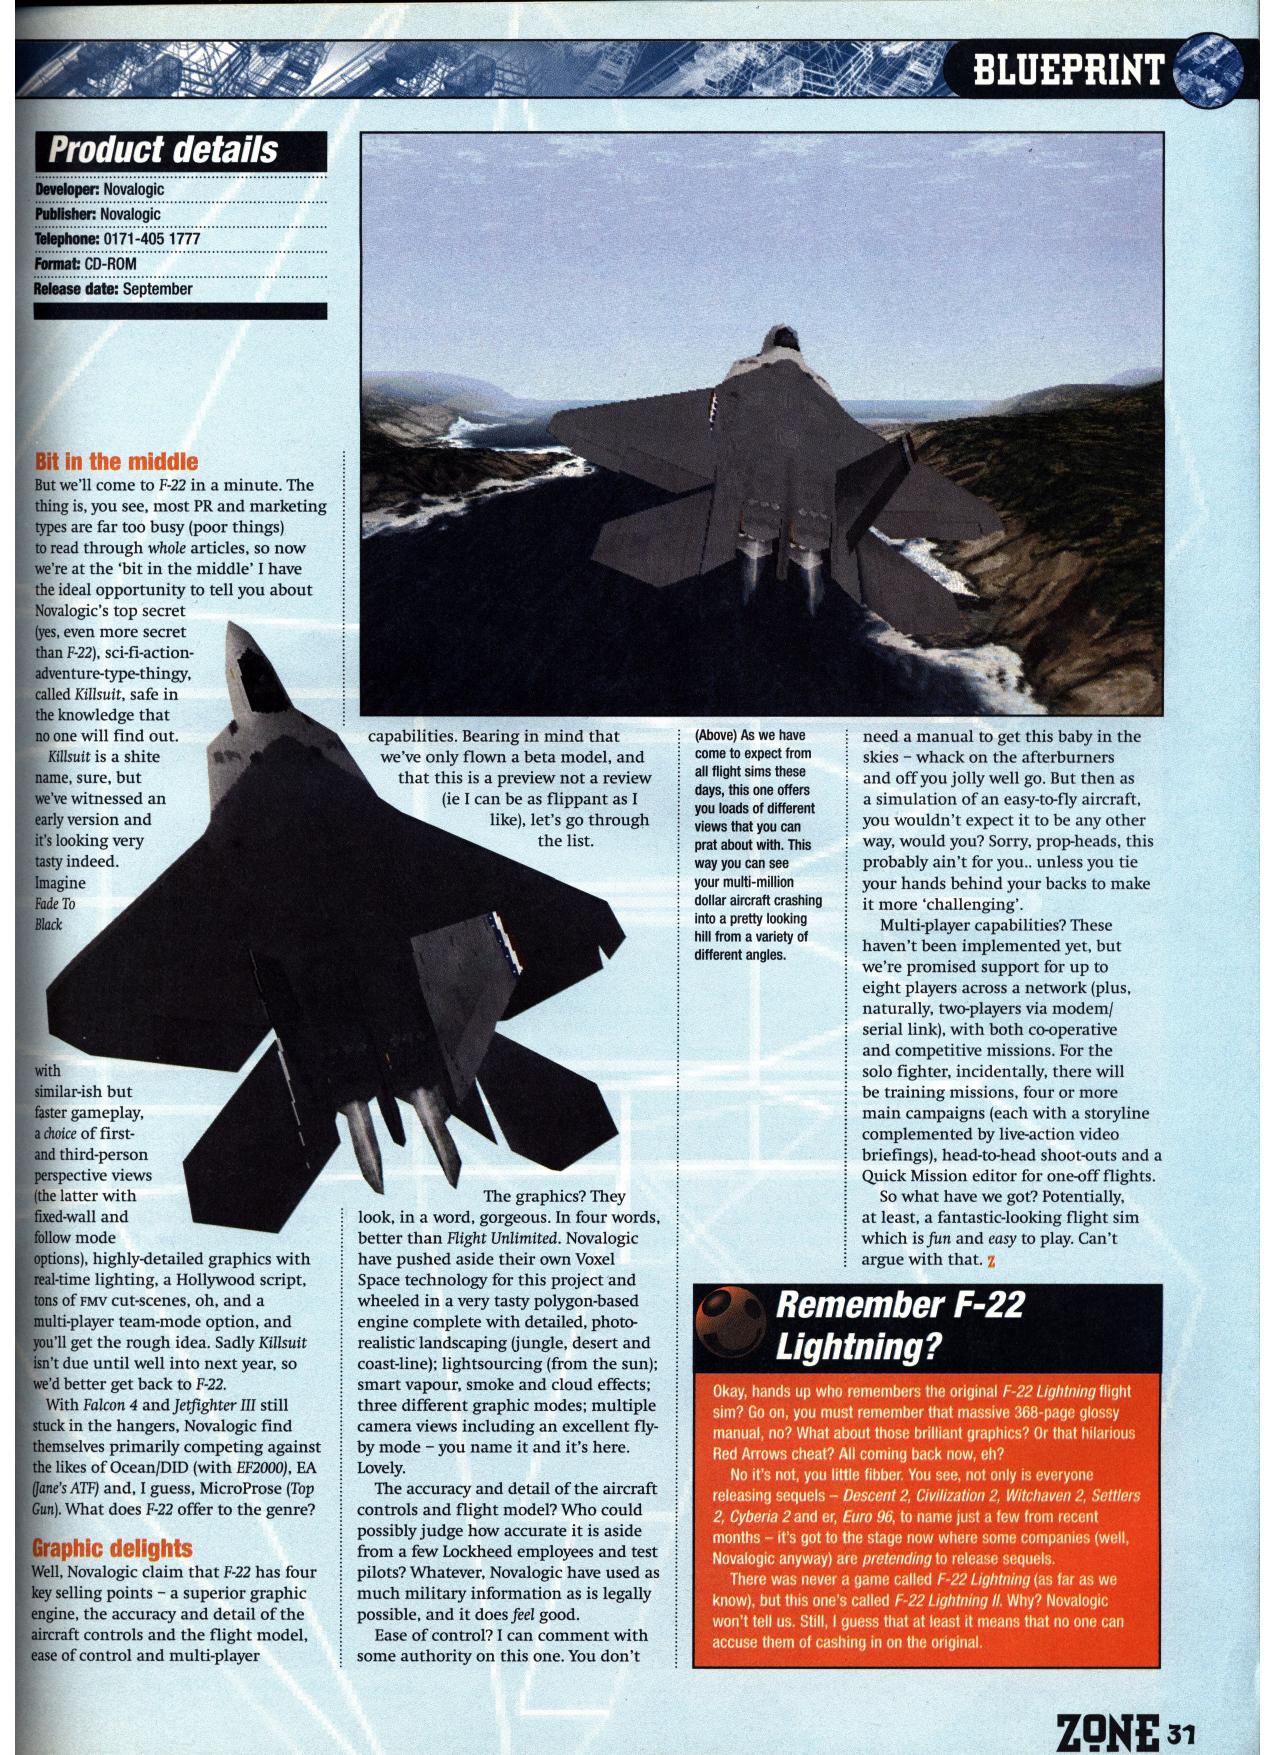 BLUEPRINT
Product details
Developer: Novalogic
Publisher: Novalogic
Telephone: 0171-405 1777
Format: CD-ROM
Release date: September
Bit in the middle
But we'll come to F-22 in a minute. The
thing is, you see, most PR and marketing
types are far too busy (poor things)
to read through whole articles, so now
we're at the 'bit in the middle' I have
the ideal opportunity to tell you about
Novalogic's top secret
(yes, even more secret
than F-22), sci-fi-action-
adventure-type-thingy,
called Killsuit, safe in
the knowledge that
no one will find out.
Killsuit is a shite
name, sure, but
we've witnessed an
early version and
it's looking very
tasty indeed.
Imagine
Fade To
Black
with
similar-ish but
faster gameplay,
a choice of first-
and third-person
perspective views
(the latter with
fixed-wall and
follow mode
options), highly-detailed graphics with
real-time lighting, a Hollywood script,
tons of FMV cut-scenes, oh, and a
multi-player team-mode option, and
you'll get the rough idea. Sadly Killsuit
isn't due until well into next year, so
we'd better get back to F-22.
With Falcon 4 and Jetfighter III still
stuck in the hangers, Novalogic find
themselves primarily competing against
the likes of Ocean/DID (with EF2000), EA
(Jane's ATF) and, I guess, MicroProse (Top
Gun). What does F-22 offer to the genre?
Graphic delights
Well, Novalogic claim that F-22 has four
key selling points – a superior graphic
engine, the accuracy and detail of the
aircraft controls and the flight model,
ease of control and multi-player
capabilities. Bearing in mind that
we've only flown a beta model, and
that this is a preview not a review
(ie I can be as flippant as I
like), let's go through
the list.
The graphics? They
look, in a word, gorgeous. In four words,
better than Flight Unlimited. Novalogic
have pushed aside their own Voxel
Space technology for this project and
wheeled in a very tasty polygon-based
engine complete with detailed, photo-
realistic landscaping (jungle, desert and
coast-line); lightsourcing (from the sun);
smart vapour, smoke and cloud effects;
three different graphic modes; multiple
camera views including an excellent fly-
by mode – you name it and it's here.
Lovely.
The accuracy and detail of the aircraft
controls and flight model? Who could
possibly judge how accurate it is aside
from a few Lockheed employees and test
pilots? Whatever, Novalogic have used as
much military information as is legally
possible, and it does feel good.
Ease of control? I can comment with
some authority on this one. You don't
(Above) As we have
come to expect from
all flight sims these
days, this one offers
you loads of different
views that you can
prat about with. This
way you can see
your multi-million
dollar aircraft crashing
into a pretty looking
hill from a variety of
different angles.
need a manual to get this baby in the
skies – whack on the afterburners
and off you jolly well go. But then as
a simulation of an easy-to-fly aircraft,
you wouldn't expect it to be any other
way, would you? Sorry, prop-heads, this
probably ain't for you.. unless you tie
your hands behind your backs to make
it more 'challenging'.
Multi-player capabilities? These
haven't been implemented yet, but
we're promised support for up to
eight players across a network (plus,
naturally, two-players via modem/
serial link), with both co-operative
and competitive missions. For the
solo fighter, incidentally, there will
be training missions, four or more
main campaigns (each with a storyline
complemented by live-action video
briefings), head-to-head shoot-outs and a
Quick Mission editor for one-off flights.
So what have we got? Potentially,
at least, a fantastic-looking flight sim
which is fun and easy to play. Can't
argue with that. Z
Remember F-22
Lightning?
Okay, hands up who remembers the original F-22 Lightning flight
sim? Go on, you must remember that massive 368-page glossy
manual, no? What about those brilliant graphics? Or that hilarious
Red Arrows cheat? All coming back now, eh?
No it's not, you little fibber. You see, not only is everyone
releasing sequels – Descent 2, Civilization 2, Witchaven 2, Settlers
2, Cyberia 2 and er, Euro 96, to name just a few from recent
months – it's got to the stage now where some companies (well,
Novalogic anyway) are pretending to release sequels.
There was never a game called F-22 Lightning (as far as we
know), but this one's called F-22 Lightning II. Why? Novalogic
won't tell us. Still, I guess that at least it means that no one can
accuse them of cashing in on the original.
ZONE 31